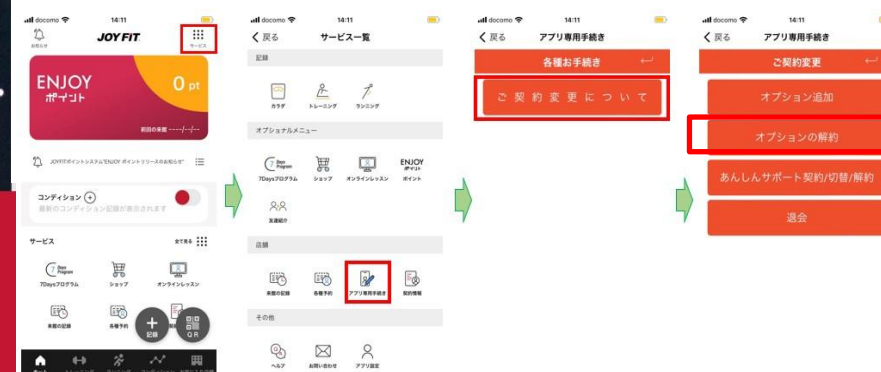 docomo 14:11
お知らせ
JOYFIT
サービス
ENJOY
ポイント
0 pt
前回の来館 ----/--/--
JOYFITポイントシステム"ENJOY ポイント"リリースのお知らせ"
コンディション
最新のコンディション記録が表示されます
サービス
全て見る
7 Days Program
7Daysプログラム
ショップ
オンラインレッスン
来館の記録
各種予約
記録
QR
ホーム
docomo 14:11
戻る サービス一覧
記録
カラダ
トレーニング
ランニング
オプショナルメニュー
7 Days Program
ENJOY
ポイント
7Daysプログラム
ショップ
オンラインレッスン
ポイント
友達紹介
店舗
来館の記録
各種予約
アプリ専用手続き
契約情報
その他
ヘルプ
お問い合わせ
アプリ設定
docomo 14:11
戻る アプリ専用手続き
各種お手続き
ご契約変更について
docomo 14:11
戻る アプリ専用手続き
ご契約変更
オプション追加
オプションの解約
あんしんサポート契約/切替/解約
退会